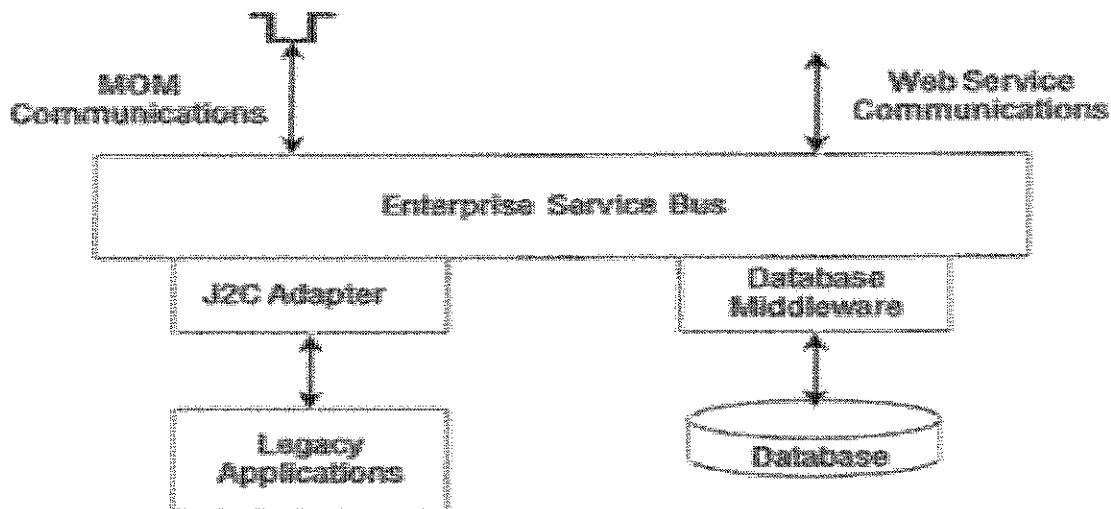 MOM
Communications
Web Service
Communications
Enterprise Service Bus
J2C Adapter
Database
Middleware
Legacy
Applications
Database